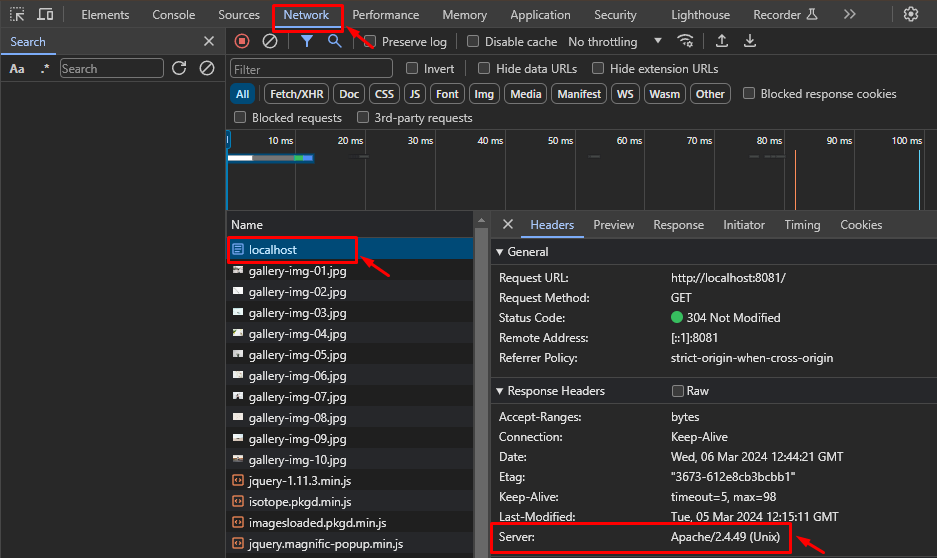 Elements Console Sources Network Performance Memory Application Security Lighthouse Recorder
Search
Preserve log Disable cache No throttling
Aa .* Search
Filter Invert Hide data URLs Hide extension URLs
All Fetch/XHR Doc CSS JS Font Img Media Manifest WS Wasm Other Blocked response cookies
Blocked requests 3rd-party requests
10 ms 20 ms 30 ms 40 ms 50 ms 60 ms 70 ms 80 ms 90 ms 100 ms
Name
localhost
gallery-img-01.jpg
gallery-img-02.jpg
gallery-img-03.jpg
gallery-img-04.jpg
gallery-img-05.jpg
gallery-img-06.jpg
gallery-img-07.jpg
gallery-img-08.jpg
gallery-img-09.jpg
gallery-img-10.jpg
jquery-1.11.3.min.js
isotope.pkgd.min.js
imagesloaded.pkgd.min.js
jquery.magnific-popup.min.js
Headers Preview Response Initiator Timing Cookies
General
Request URL: http://localhost:8081/
Request Method: GET
Status Code: 304 Not Modified
Remote Address: [::1]:8081
Referrer Policy: strict-origin-when-cross-origin
Response Headers Raw
Accept-Ranges: bytes
Connection: Keep-Alive
Date: Wed, 06 Mar 2024 12:44:21 GMT
Etag: "3673-612e8cb3bcbb1"
Keep-Alive: timeout=5, max=98
Last-Modified: Tue, 05 Mar 2024 12:15:11 GMT
Server: Apache/2.4.49 (Unix)